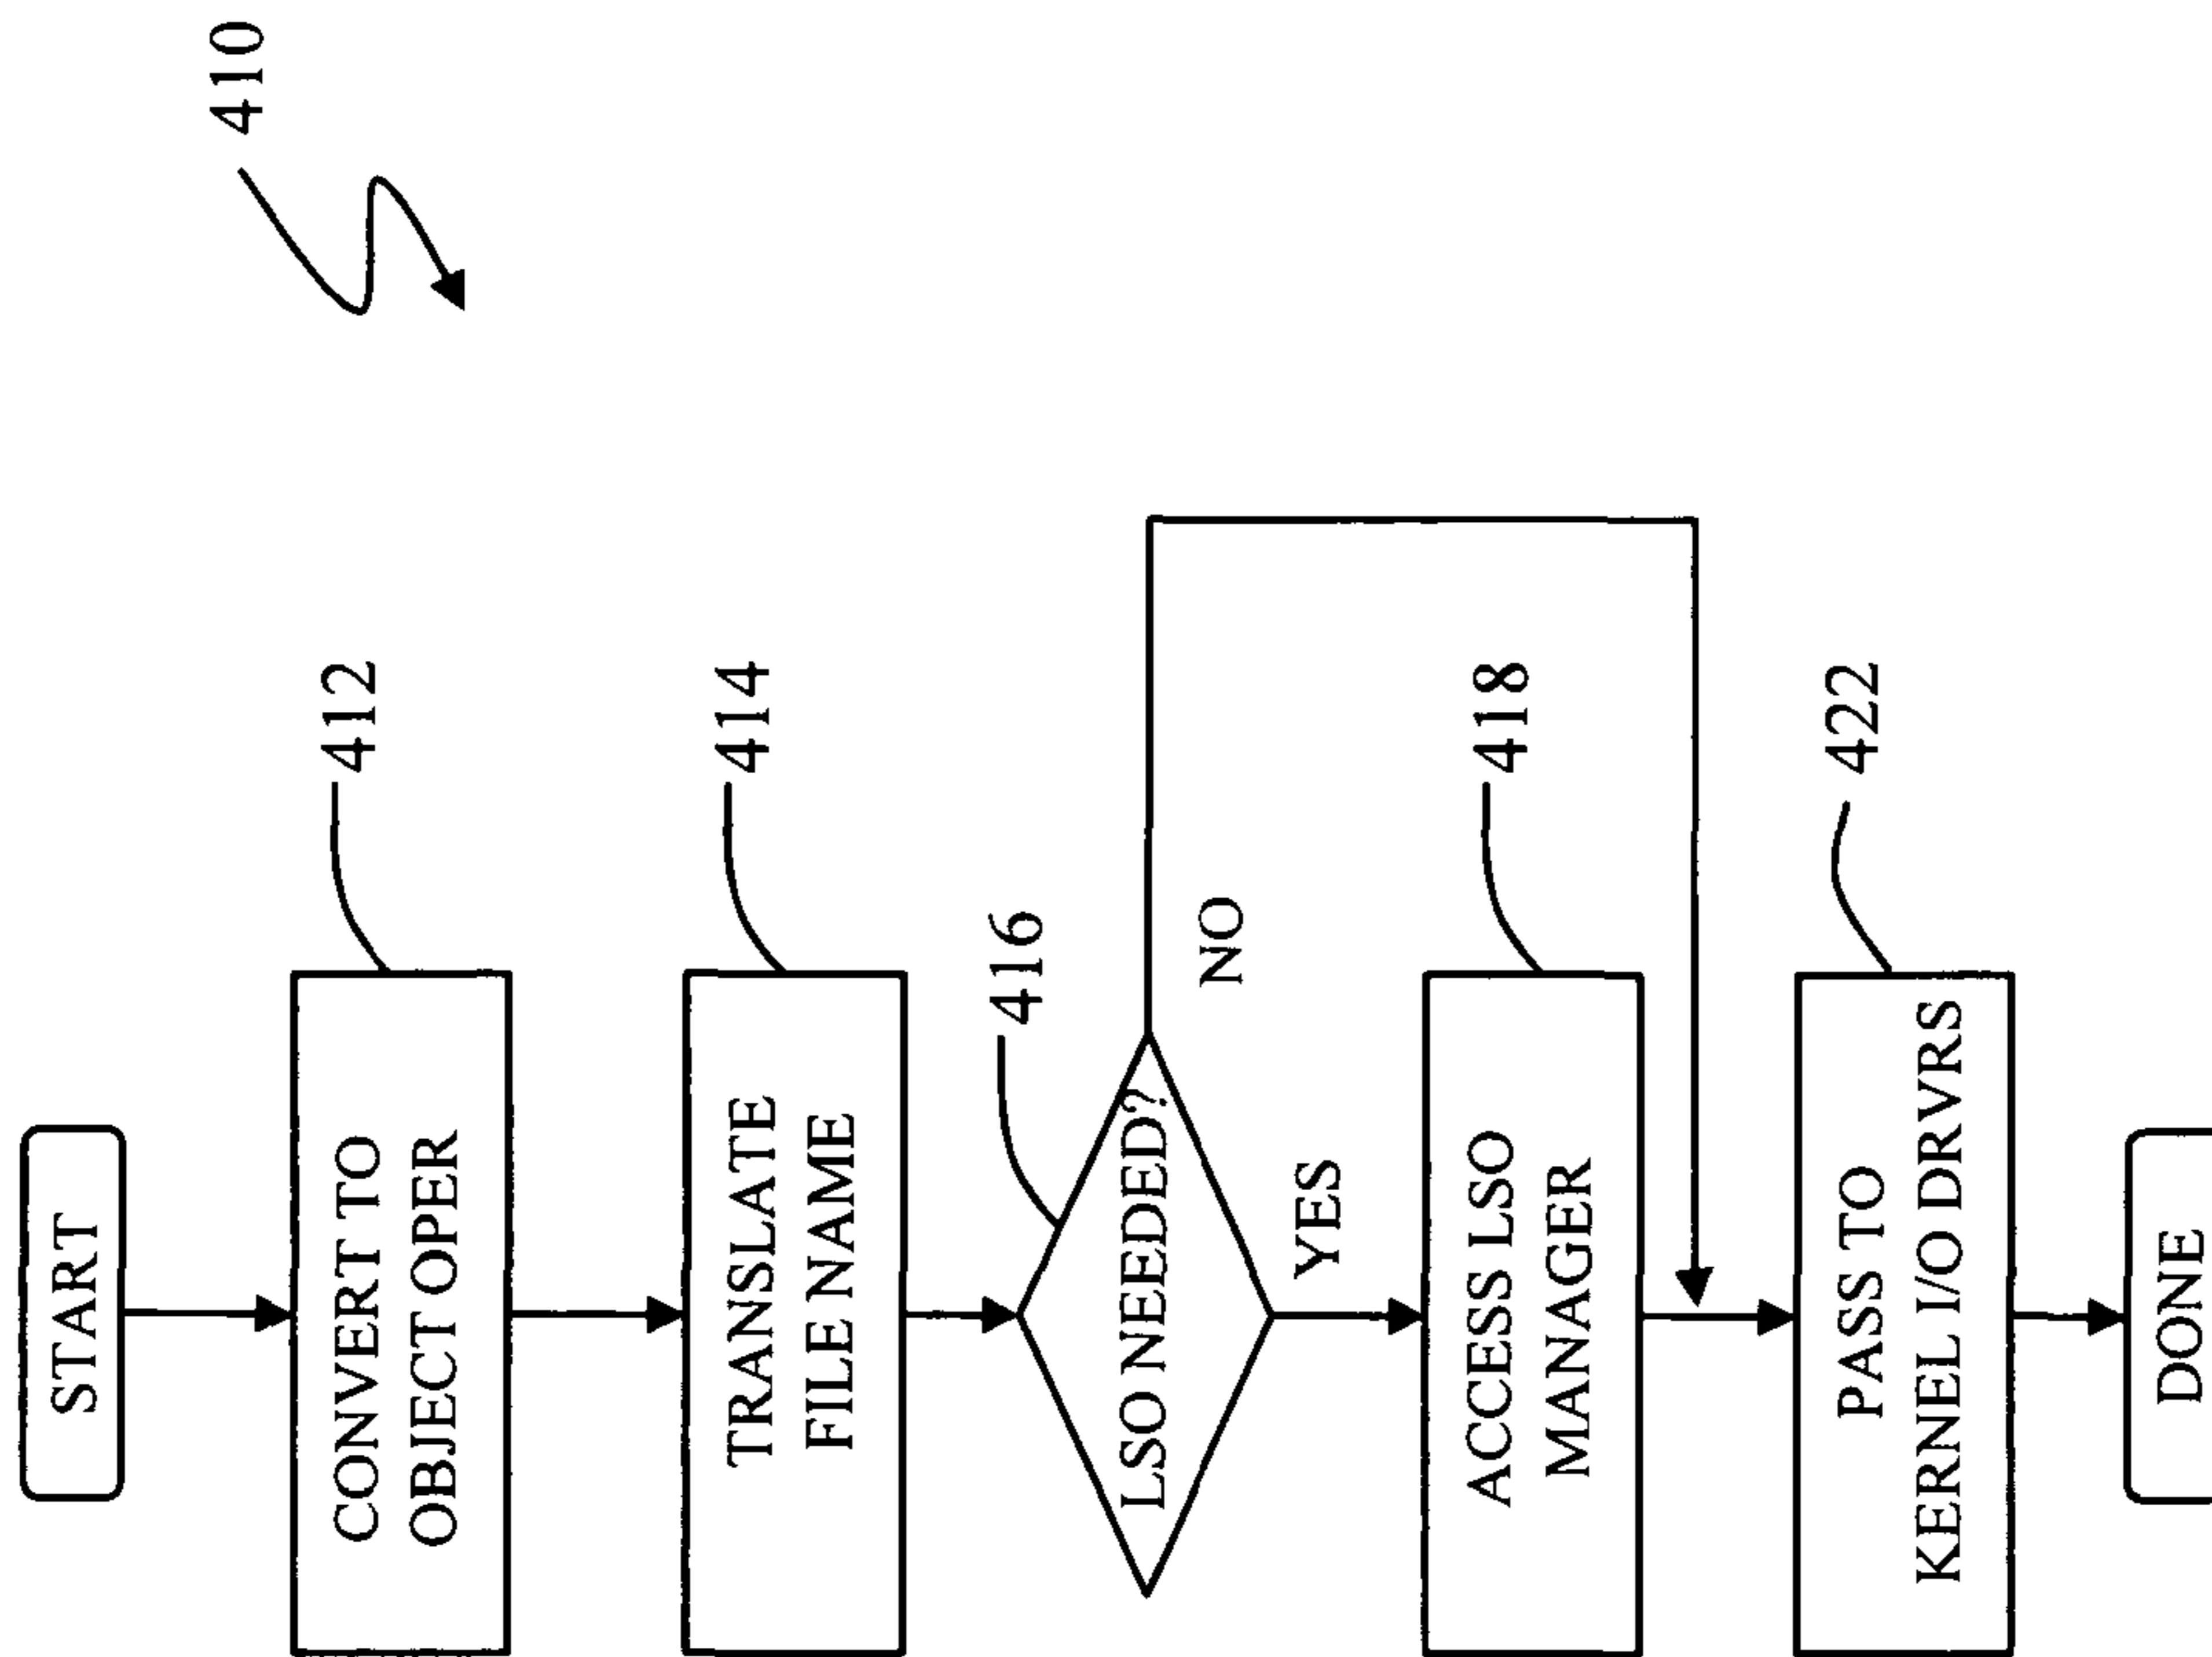 410
START
CONVERT TO
OBJECT OPER
412
TRANSLATE
FILE NAME
414
416
LSO NEEDED?
NO
YES
ACCESS LSO
MANAGER
418
PASS TO
KERNEL I/O DRVRS
422
DONE